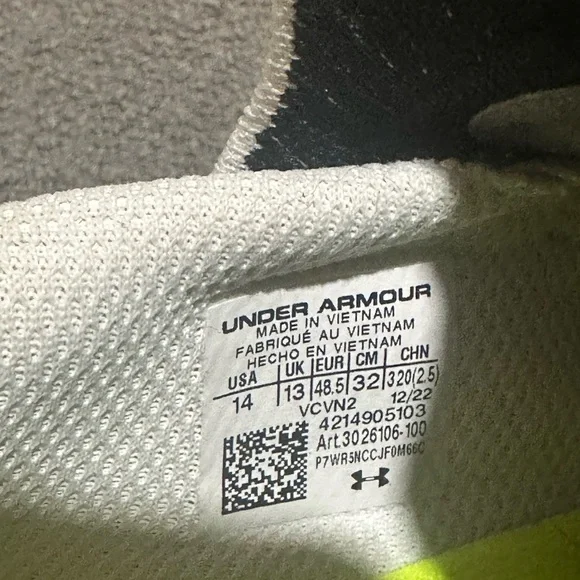 UNDER ARMOUR
MADE IN VIETNAM
FABRIQUÉ AU VIETNAM
HECHO EN VIETNAM
USA UK EUR CM CHN
14 13 48.5 32 320(2.5)
VCVN2 12/22
4214905103
Art.3026106-100
P7WR5NCCJF0M66C